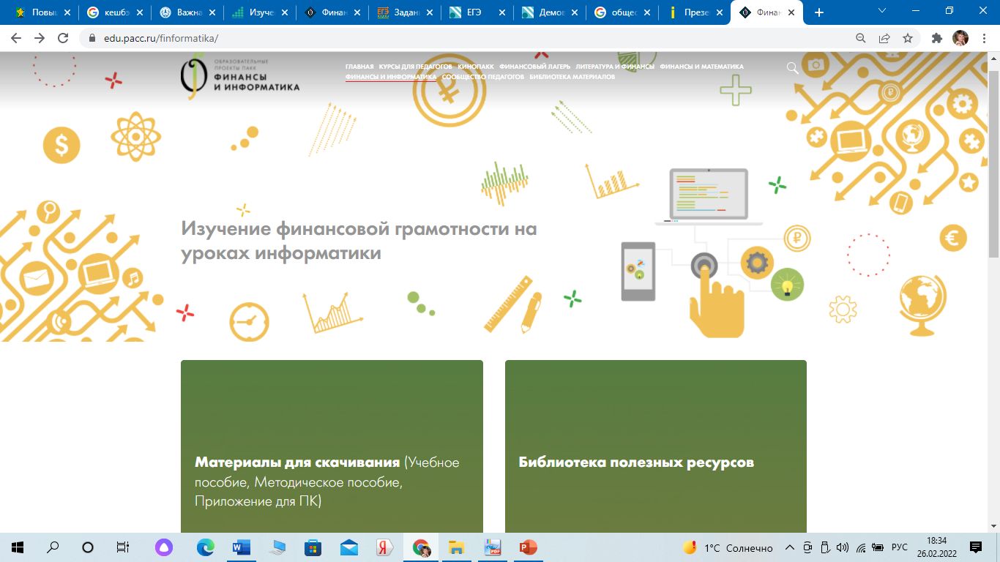 Повыш
кешбэ
Важна
Изуче
Финан
Задани
ЕГЭ
Демов
общес
Презен
Финан
edu.pacc.ru/finformatika/
ОБРАЗОВАТЕЛЬНЫЕ
ПРОЕКТЫ ПАКК
ФИНАНСЫ
И ИНФОРМАТИКА
ГЛАВНАЯ КУРСЫ ДЛЯ ПЕДАГОГОВ КИНОПАКК ФИНАНСОВЫЙ ЛАГЕРЬ ЛИТЕРАТУРА И ФИНАНСЫ ФИНАНСЫ И МАТЕМАТИКА
ФИНАНСЫ И ИНФОРМАТИКА СООБЩЕСТВО ПЕДАГОГОВ БИБЛИОТЕКА МАТЕРИАЛОВ
Изучение финансовой грамотности на
уроках информатики
Материалы для скачивания (Учебное
пособие, Методическое пособие,
Приложение для ПК)
Библиотека полезных ресурсов
1°C Солнечно
РУС
18:34
26.02.2022